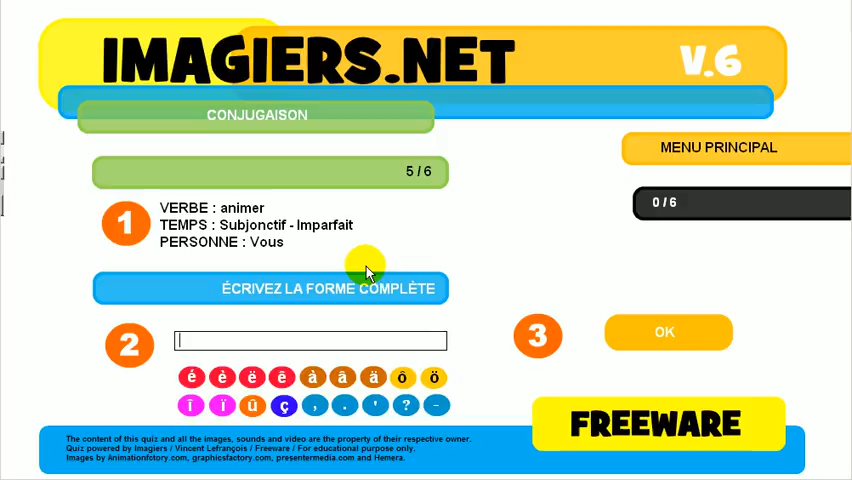 IMAGIERS.NET
V.6
CONJUGAISON
MENU PRINCIPAL
5 / 6
0 / 6
1
VERBE : animer
TEMPS : Subjonctif - Imparfait
PERSONNE : Vous
ÉCRIVEZ LA FORME COMPLÈTE
2
3
OK
é è ë ê à â ä ô ö
î ï û ç , . ' ? -
FREEWARE
The content of this quiz and all the images, sounds and video are the property of their respective owner.
Quiz powered by Imagiers / Vincent Lefrançois / Freeware / For educational purpose only.
Images by Animationfctory.com, graphicsfactory.com, presentermedia.com and Hemera.